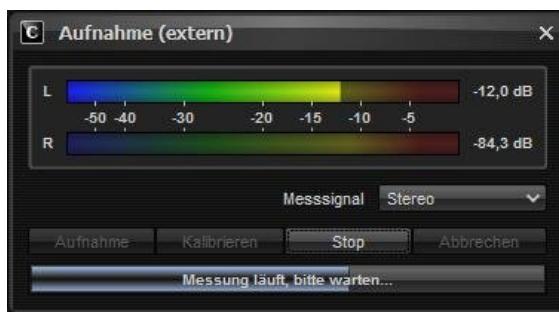 C Aufnahme (extern)
L -12,0 dB
-50 -40 -30 -20 -15 -10 -5
R -84,3 dB
Messsignal Stereo
Aufnahme Kalibrieren Stop Abbrechen
Messung läuft, bitte warten...